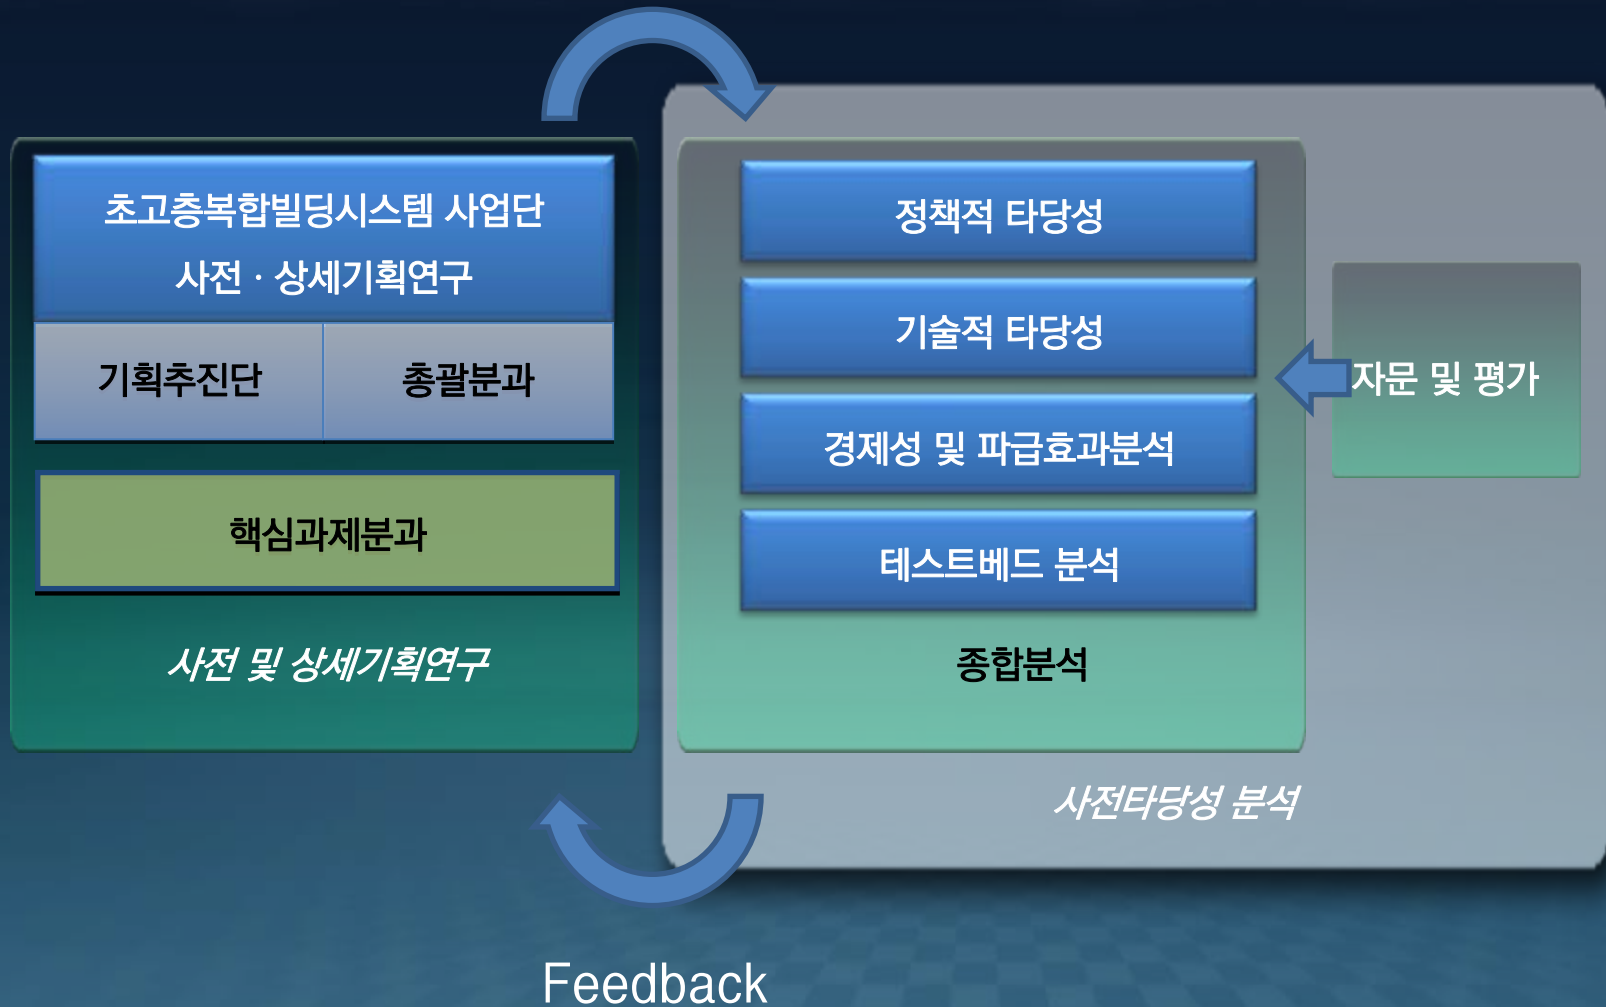 초고층복합빌딩시스템 사업단
사전 · 상세기획연구
기획추진단
총괄분과
핵심과제분과
사전 및 상세기획연구
정책적 타당성
기술적 타당성
경제성 및 파급효과분석
테스트베드 분석
종합분석
자문 및 평가
사전타당성 분석
Feedback